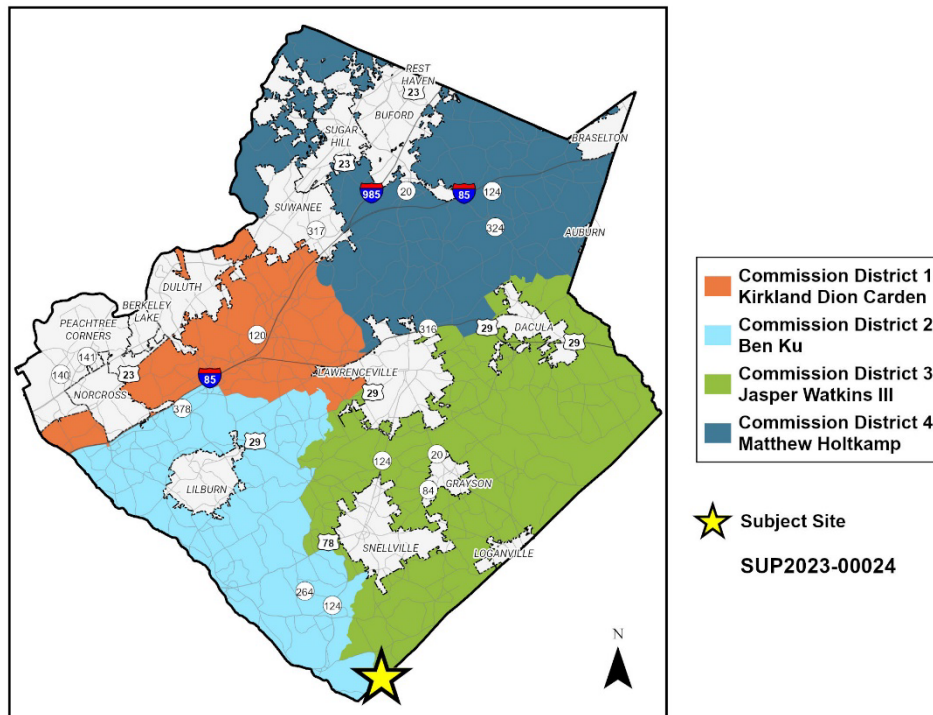 REST
HAVEN
23
BUFORD
SUGAR
HILL
23
BRASELTON
985
20
85
124
SUWANEE
317
324
AUBURN
DULUTH
BERKELEY
LAKE
PEACHTREE
CORNERS
141
140
120
23
NORCROSS
85
378
316
29
DACULA
29
LAWRENCEVILLE
29
29
LILBURN
124
20
84
GRAYSON
78
SNELLVILLE
LOGANVILLE
264
124
N
Commission District 1
Kirkland Dion Carden
Commission District 2
Ben Ku
Commission District 3
Jasper Watkins III
Commission District 4
Matthew Holtkamp
Subject Site
SUP2023-00024